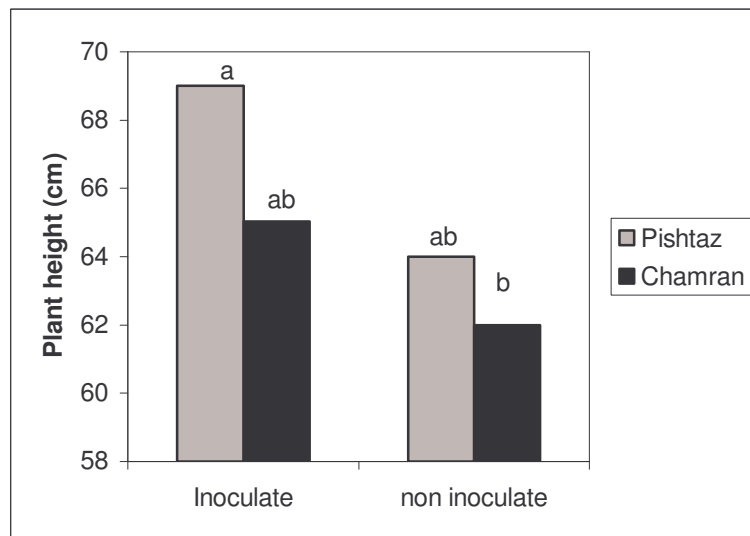 70
68
66
64
62
60
58
Plant height (cm)
a
ab
ab
b
Inoculate
non inoculate
Pishtaz
Chamran